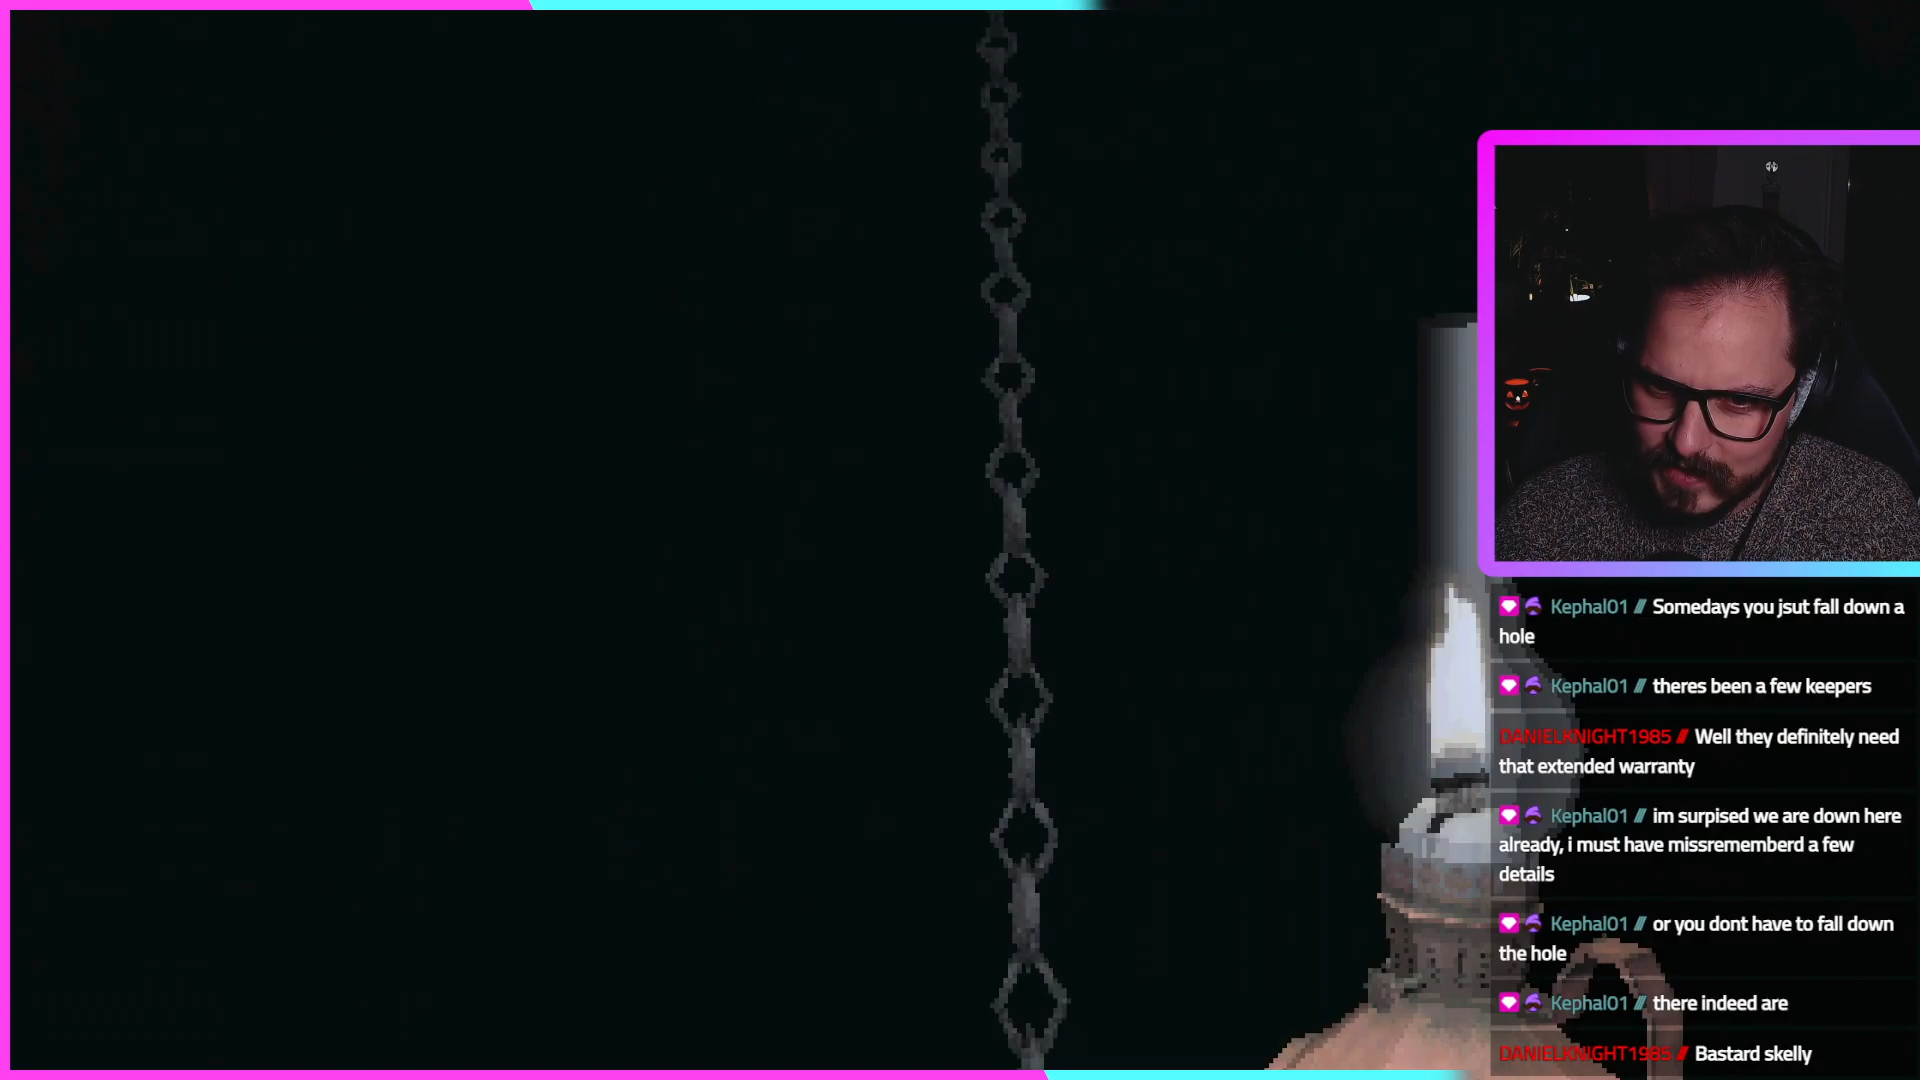 Kephal01 // Somedays you jsut fall down a
hole
Kephal01 // theres been a few keepers
DANIELKNIGHT1985 // Well they definitely need
that extended warranty
Kephal01 // im surpised we are down here
already, i must have missrememberd a few
details
Kephal01 // or you dont have to fall down
the hole
Kephal01 // there indeed are
DANIELKNIGHT1985 // Bastard skelly